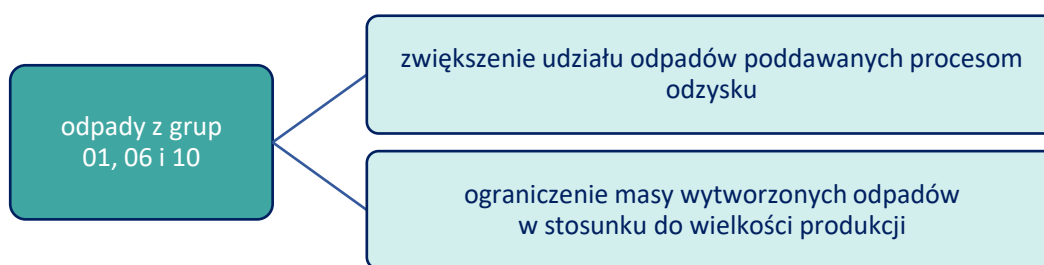 odpady z grup
01, 06 i 10
zwiększenie udziału odpadów poddawanych procesom
odzysku
ograniczenie masy wytworzonych odpadów
w stosunku do wielkości produkcji